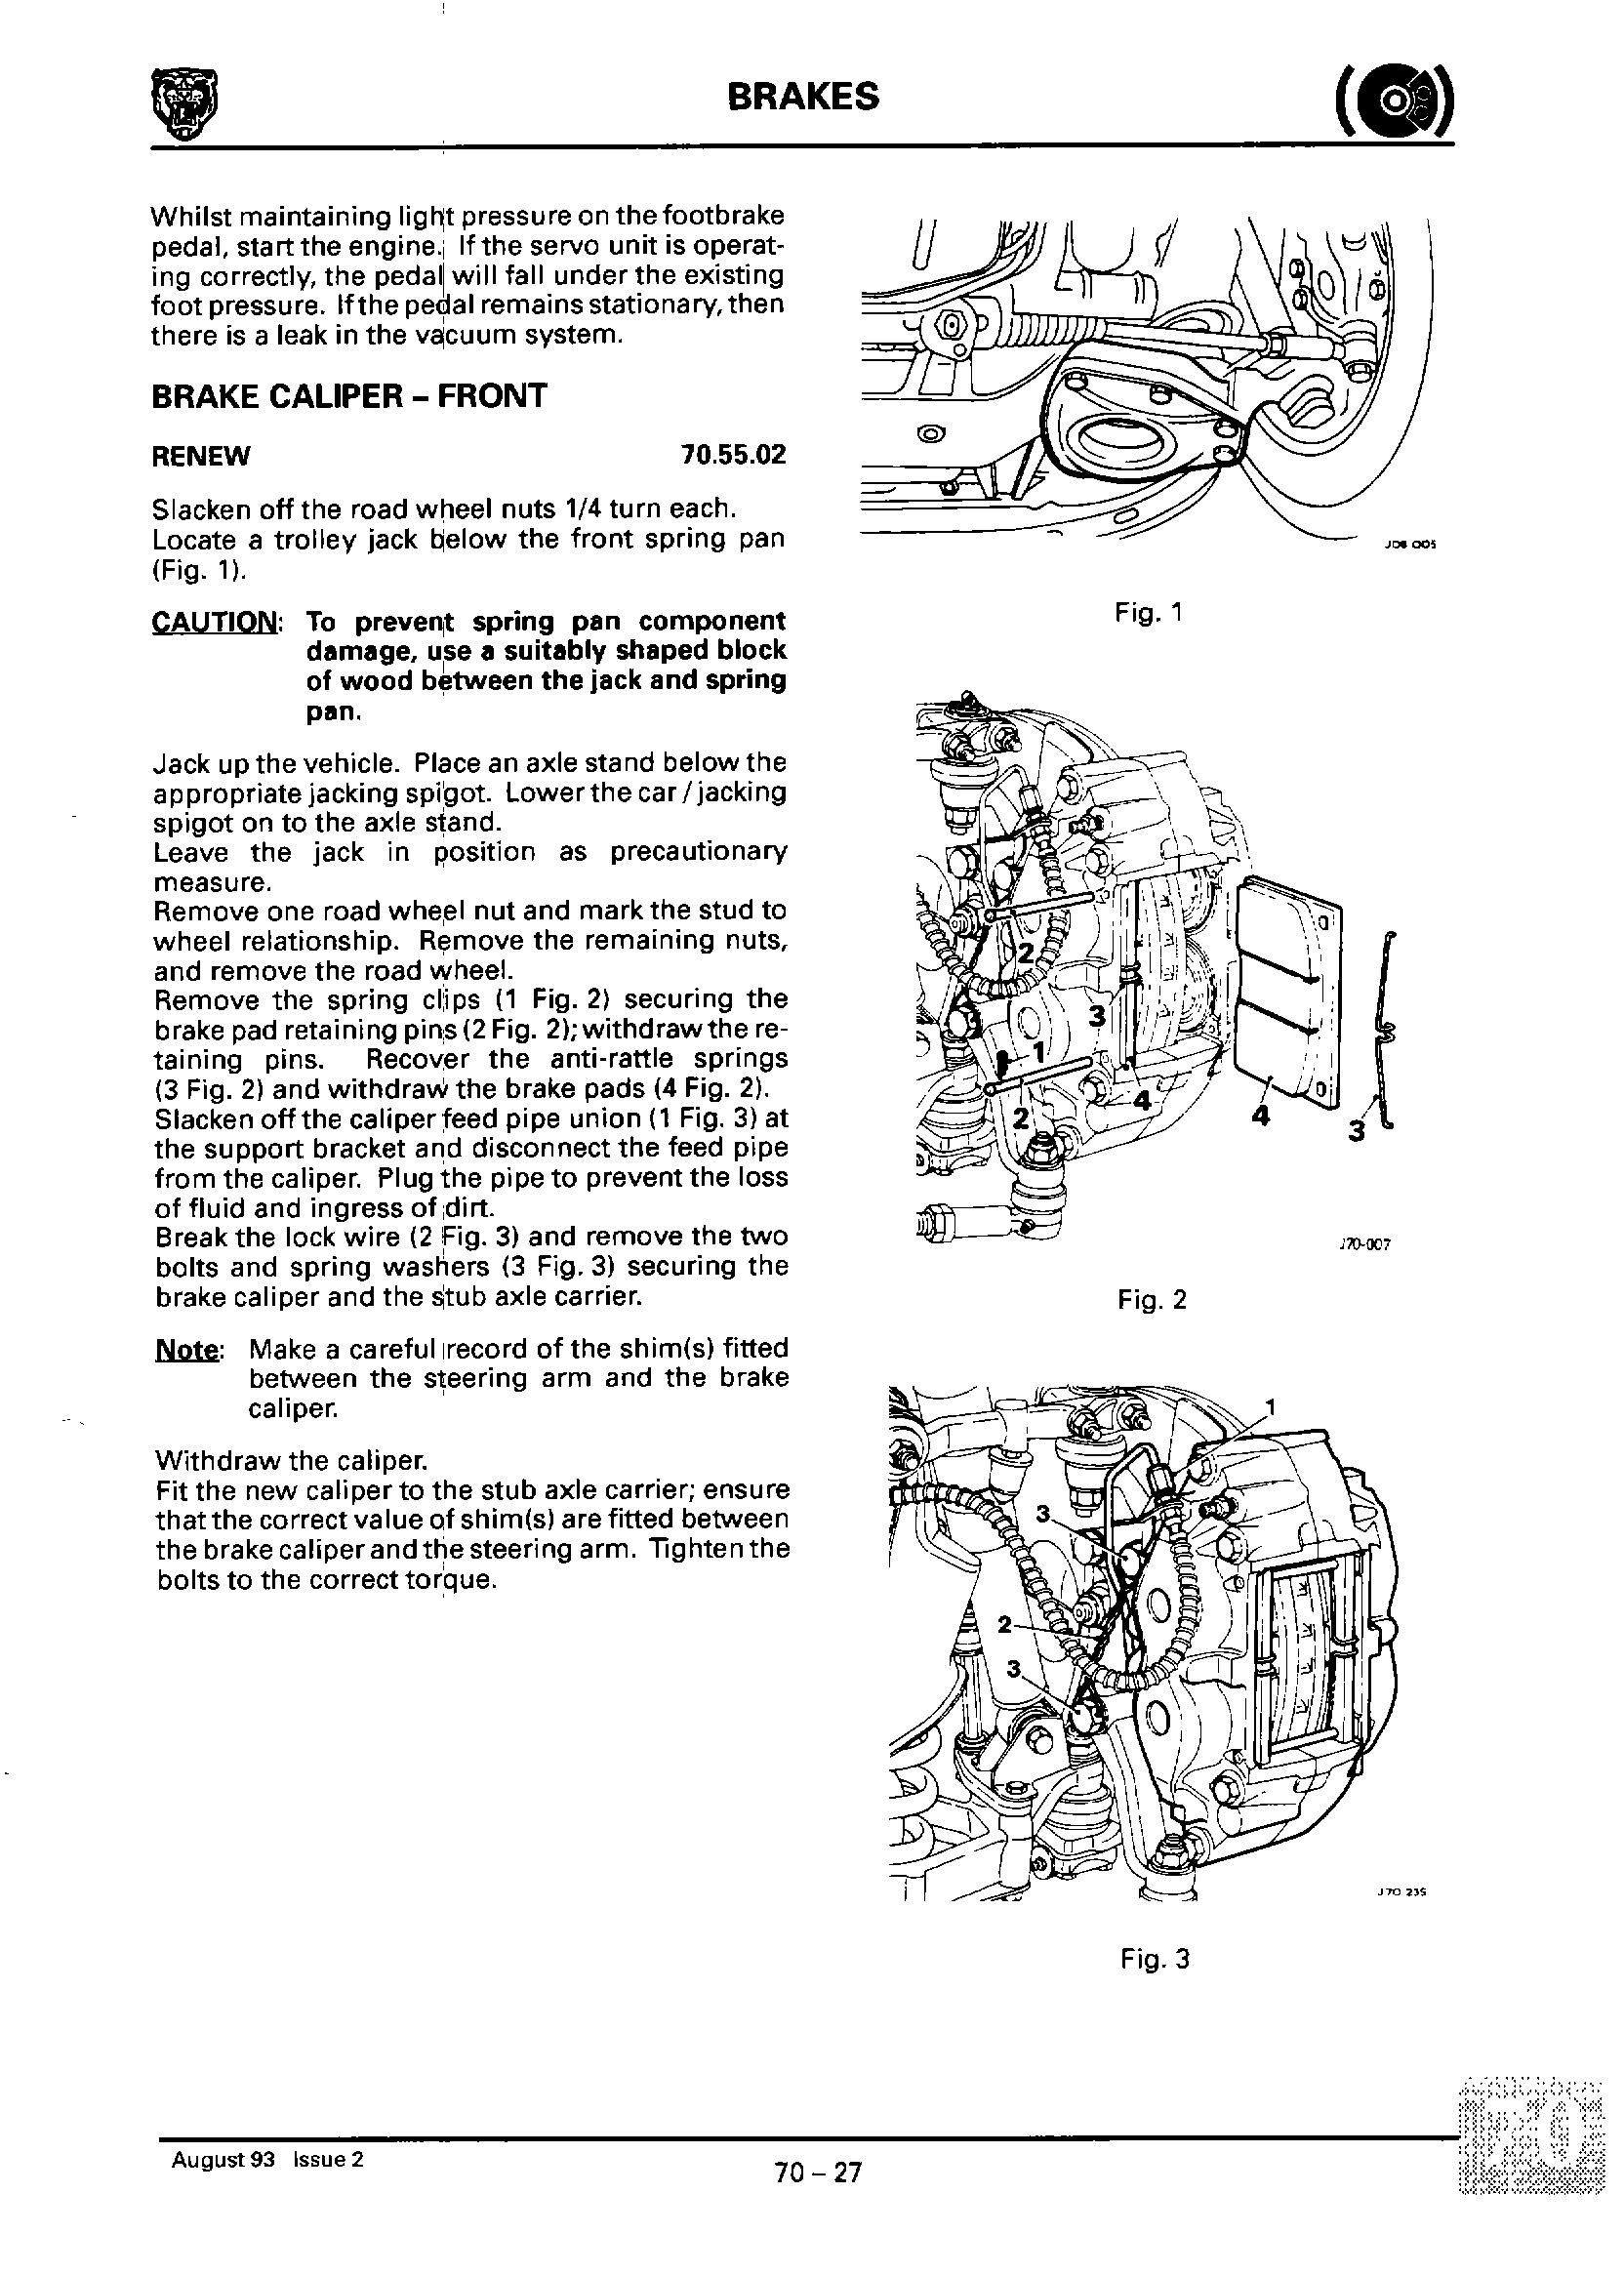 BRAKES
Whilst maintaining light pressure on the footbrake
pedal, start the engine. If the servo unit is operat-
ing correctly, the pedal will fall under the existing
foot pressure. If the pedal remains stationary, then
there is a leak in the vacuum system.
BRAKE CALIPER – FRONT
RENEW 70.55.02
Slacken off the road wheel nuts 1/4 turn each.
Locate a trolley jack below the front spring pan
(Fig. 1).
CAUTION: To prevent spring pan component
damage, use a suitably shaped block
of wood between the jack and spring
pan.
Jack up the vehicle. Place an axle stand below the
appropriate jacking spigot. Lower the car / jacking
spigot on to the axle stand.
Leave the jack in position as precautionary
measure.
Remove one road wheel nut and mark the stud to
wheel relationship. Remove the remaining nuts,
and remove the road wheel.
Remove the spring clips (1 Fig. 2) securing the
brake pad retaining pins (2 Fig. 2); withdraw the re-
taining pins. Recover the anti-rattle springs
(3 Fig. 2) and withdraw the brake pads (4 Fig. 2).
Slacken off the caliper feed pipe union (1 Fig. 3) at
the support bracket and disconnect the feed pipe
from the caliper. Plug the pipe to prevent the loss
of fluid and ingress of dirt.
Break the lock wire (2 Fig. 3) and remove the two
bolts and spring washers (3 Fig. 3) securing the
brake caliper and the stub axle carrier.
Note: Make a careful record of the shim(s) fitted
between the steering arm and the brake
caliper.
Withdraw the caliper.
Fit the new caliper to the stub axle carrier; ensure
that the correct value of shim(s) are fitted between
the brake caliper and the steering arm. Tighten the
bolts to the correct torque.
J06 005
Fig. 1
2
3
1
4
2
4
3
J70-007
Fig. 2
1
3
2
3
J70 235
Fig. 3
August 93 Issue 2
70 – 27
70